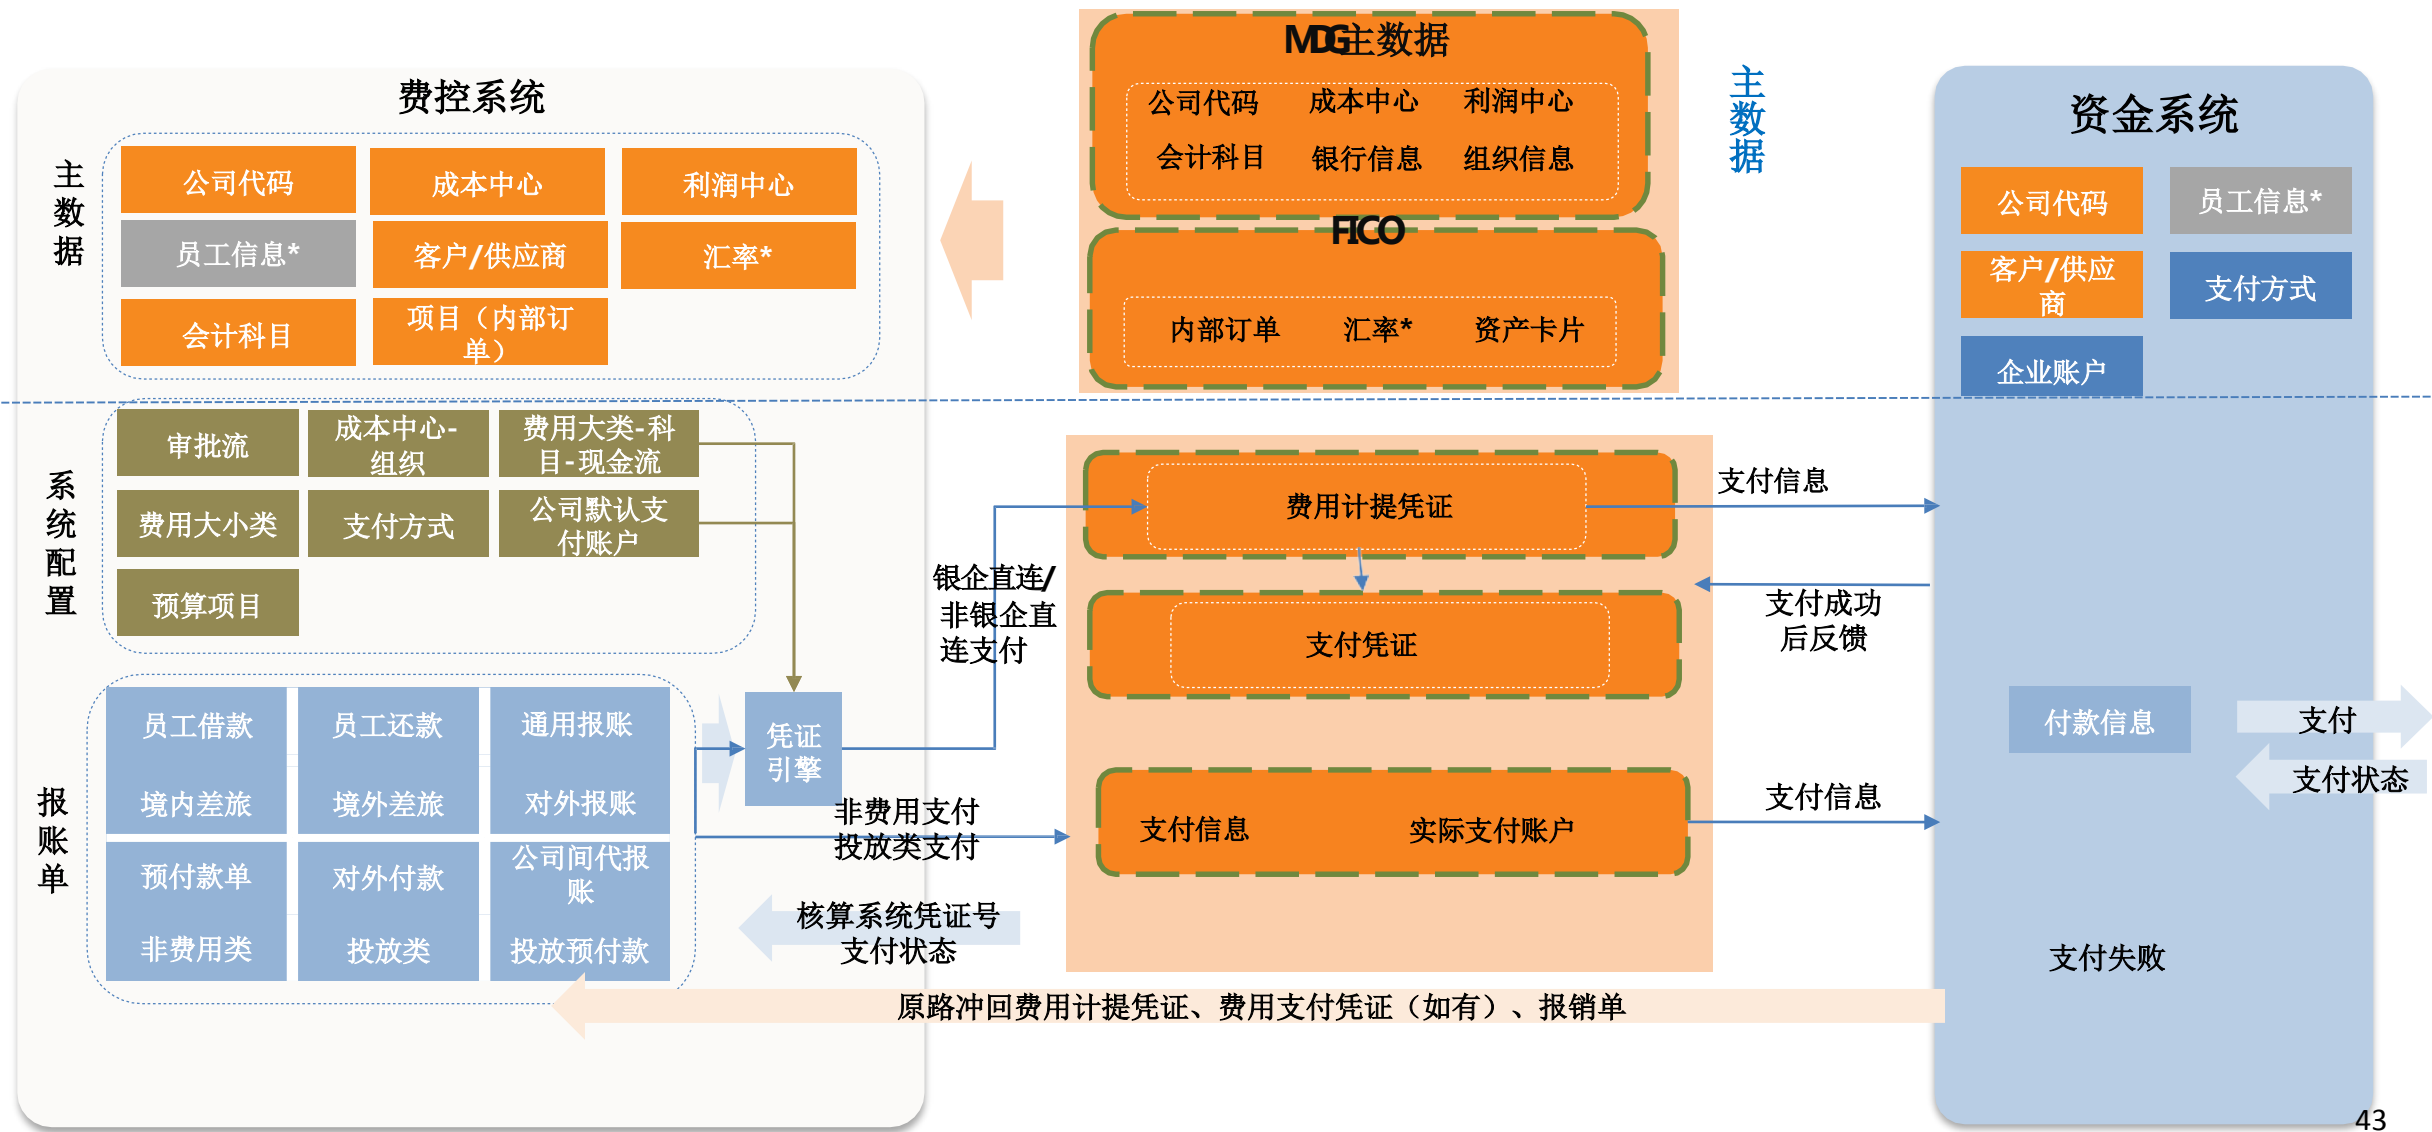 MDG主数据
公司代码 成本中心 利润中心
会计科目 银行信息 组织信息
FICO
内部订单 汇率* 资产卡片
主数据
费控系统
主数据
公司代码 成本中心 利润中心
员工信息* 客户/供应商 汇率*
会计科目
项目（内部订
单）
系统配置
审批流
成本中心-
组织
费用大类-科
目-现金流
费用大小类
支付方式
公司默认支
付账户
预算项目
报账单
员工借款 员工还款 通用报账
境内差旅 境外差旅 对外报账
预付款单 对外付款
公司间代报
账
非费用类 投放类 投放预付款
凭证
引擎
银企直连/
非银企直
连支付
非费用支付
投放类支付
核算系统凭证号
支付状态
费用计提凭证
支付凭证
支付信息 实际支付账户
支付信息
支付成功
后反馈
支付信息
原路冲回费用计提凭证、费用支付凭证（如有）、报销单
资金系统
公司代码 员工信息*
客户/供应
商
支付方式
企业账户
付款信息
支付
支付状态
支付失败
43